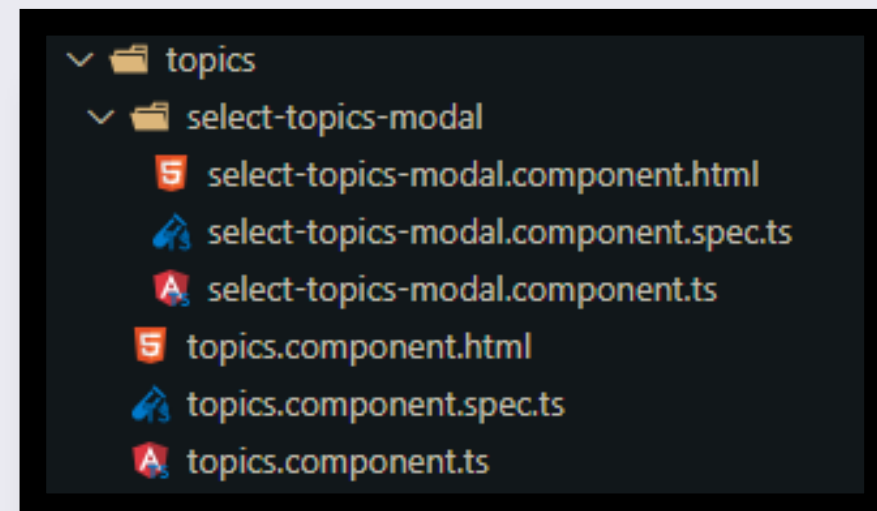 topics
select-topics-modal
select-topics-modal.component.html
select-topics-modal.component.spec.ts
select-topics-modal.component.ts
topics.component.html
topics.component.spec.ts
topics.component.ts